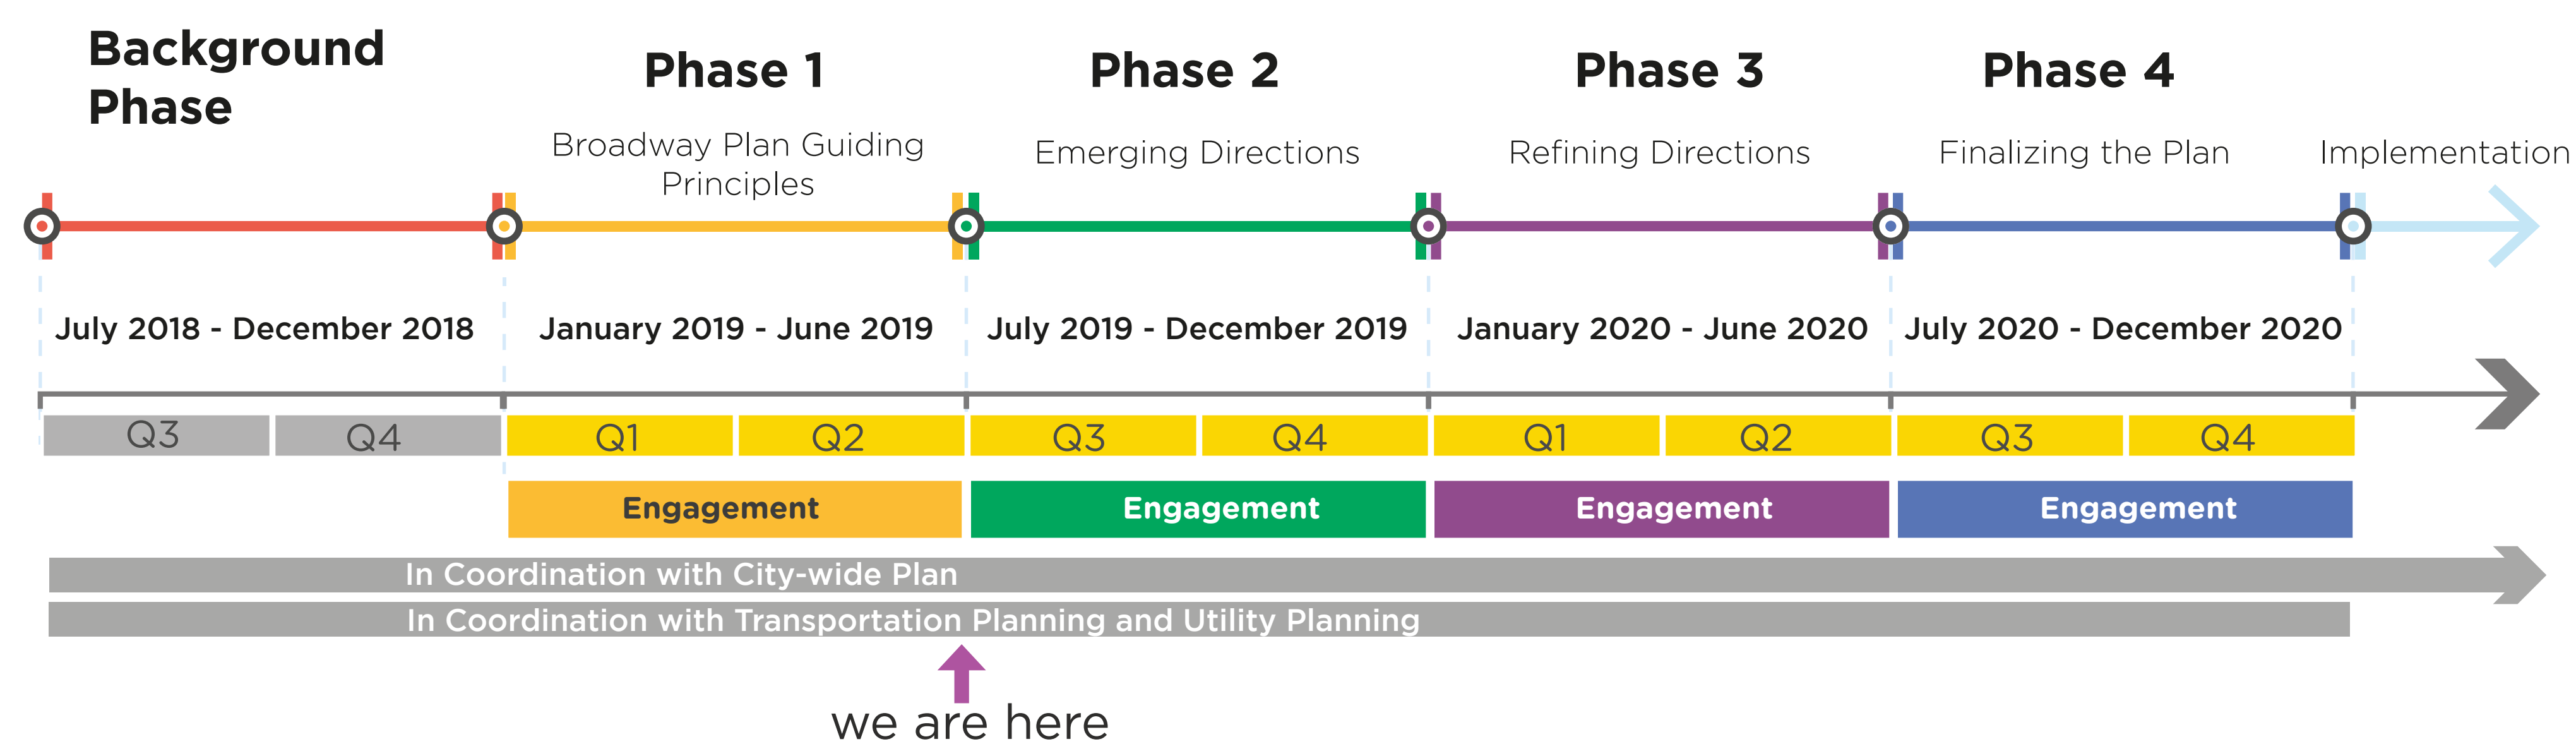 Background
Phase
Phase 1
Phase 2
Phase 3
Phase 4
Broadway Plan Guiding
Principles
Emerging Directions
Refining Directions
Finalizing the Plan
Implementation
July 2018 - December 2018
January 2019 - June 2019
July 2019 - December 2019
January 2020 - June 2020
July 2020 - December 2020
Q3
Q4
Q1
Q2
Q3
Q4
Q1
Q2
Q3
Q4
Engagement
Engagement
Engagement
Engagement
In Coordination with City-wide Plan
In Coordination with Transportation Planning and Utility Planning
we are here